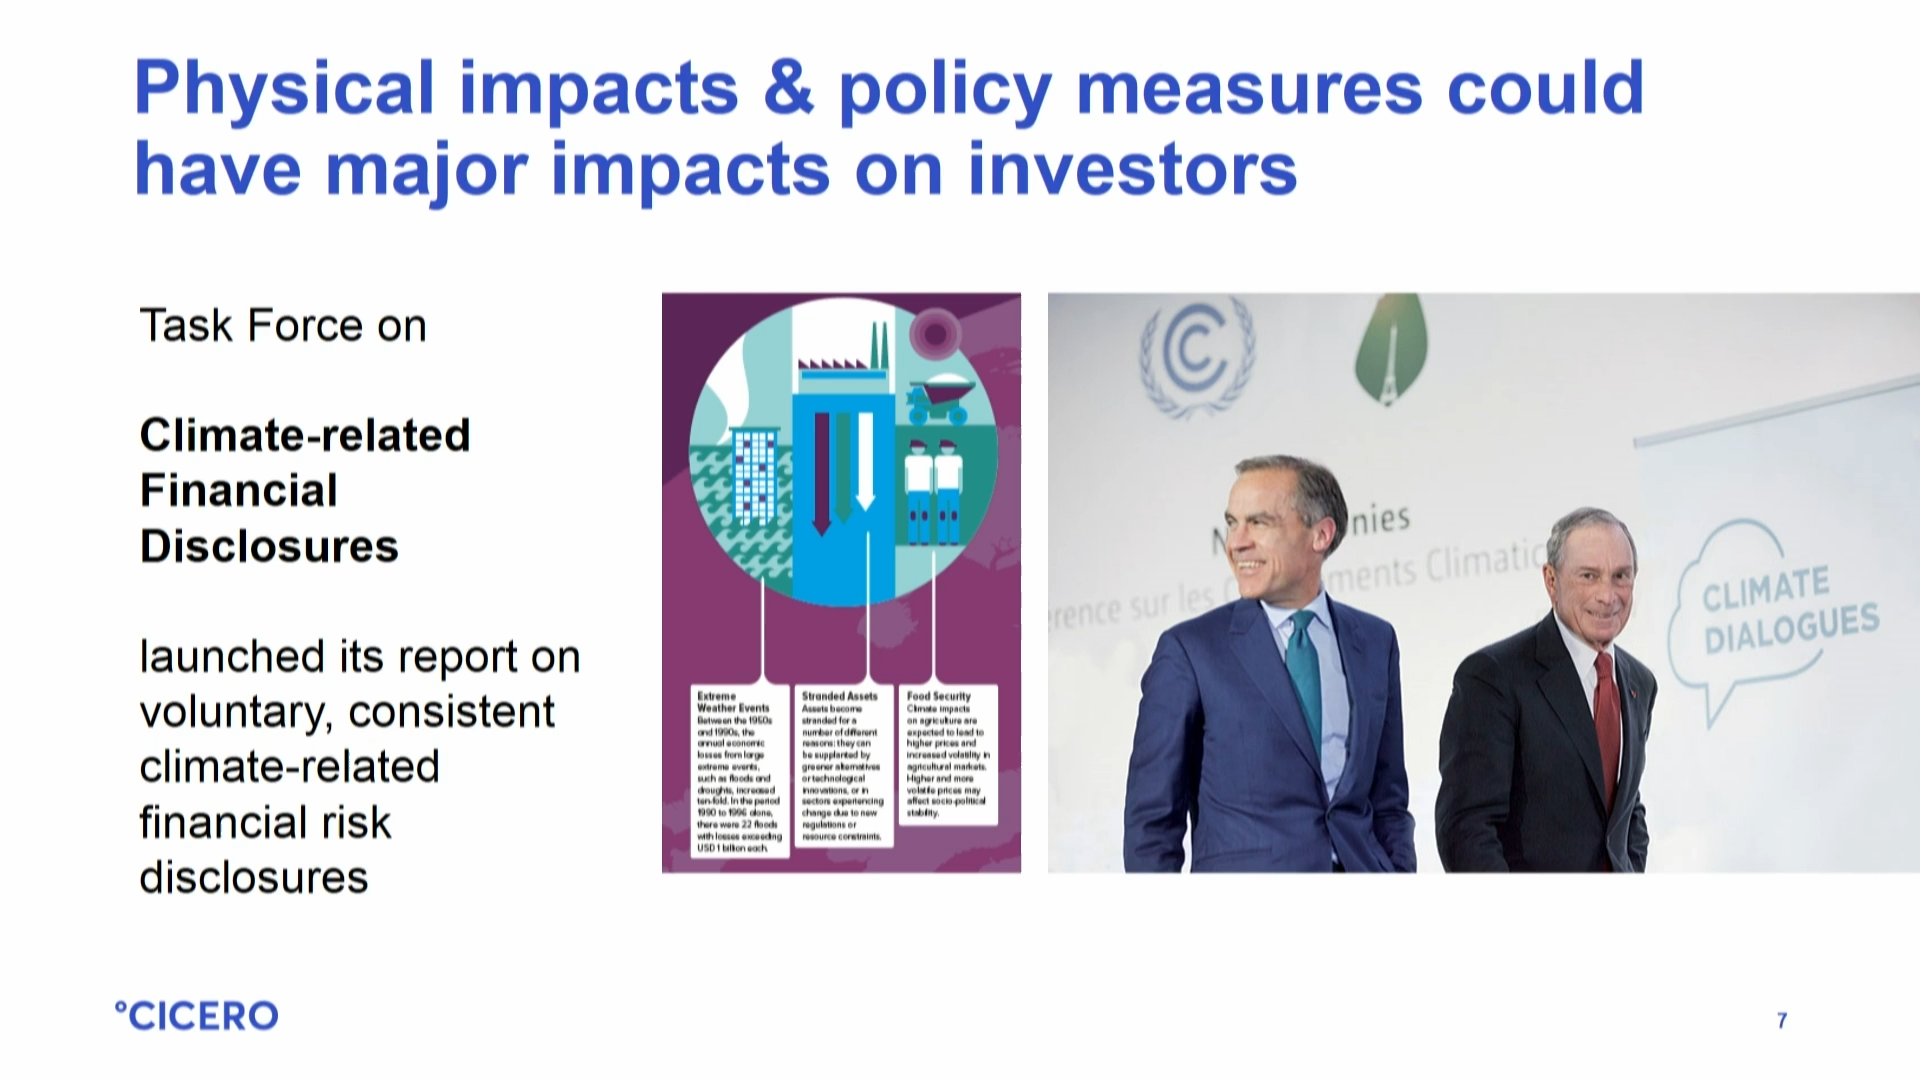 Physical impacts & policy measures could
have major impacts on investors
Task Force on
Climate-related
Financial
Disclosures
launched its report on
voluntary, consistent
climate-related
financial risk
disclosures
Extreme
Weather Events
Between the 1950s
and 1990s, the
annual economic
losses from large
extreme events,
such as floods and
droughts, increased
ten-fold. In the period
1990 to 1996 alone,
there were 22 floods
with losses exceeding
USD 1 billion each.
Stranded Assets
Assets become
stranded for a
number of different
reasons: they can
be supplanted by
greener alternatives
or technological
innovations, or in
sectors experiencing
change due to new
regulations or
resource constraints.
Food Security
Climate impacts
on agriculture are
expected to lead to
higher prices and
increased volatility in
agricultural markets.
Higher and more
volatile prices may
affect socio-political
stability.
N nies
rence sur les C ments Climatic
CLIMATE
DIALOGUES
°CICERO
7